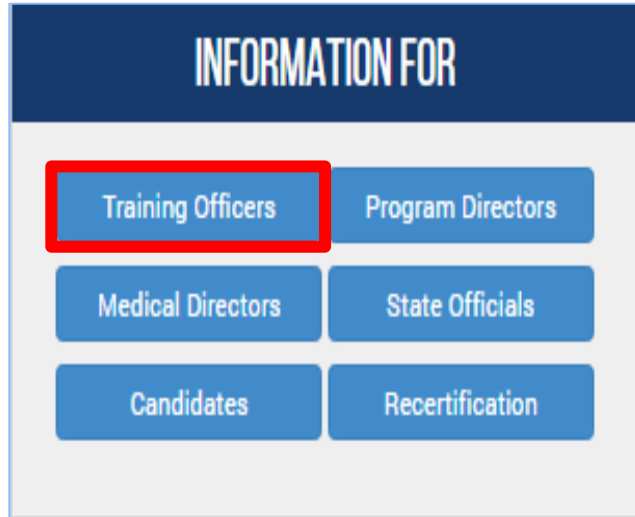 INFORMATION FOR
Training Officers
Program Directors
Medical Directors
State Officials
Candidates
Recertification